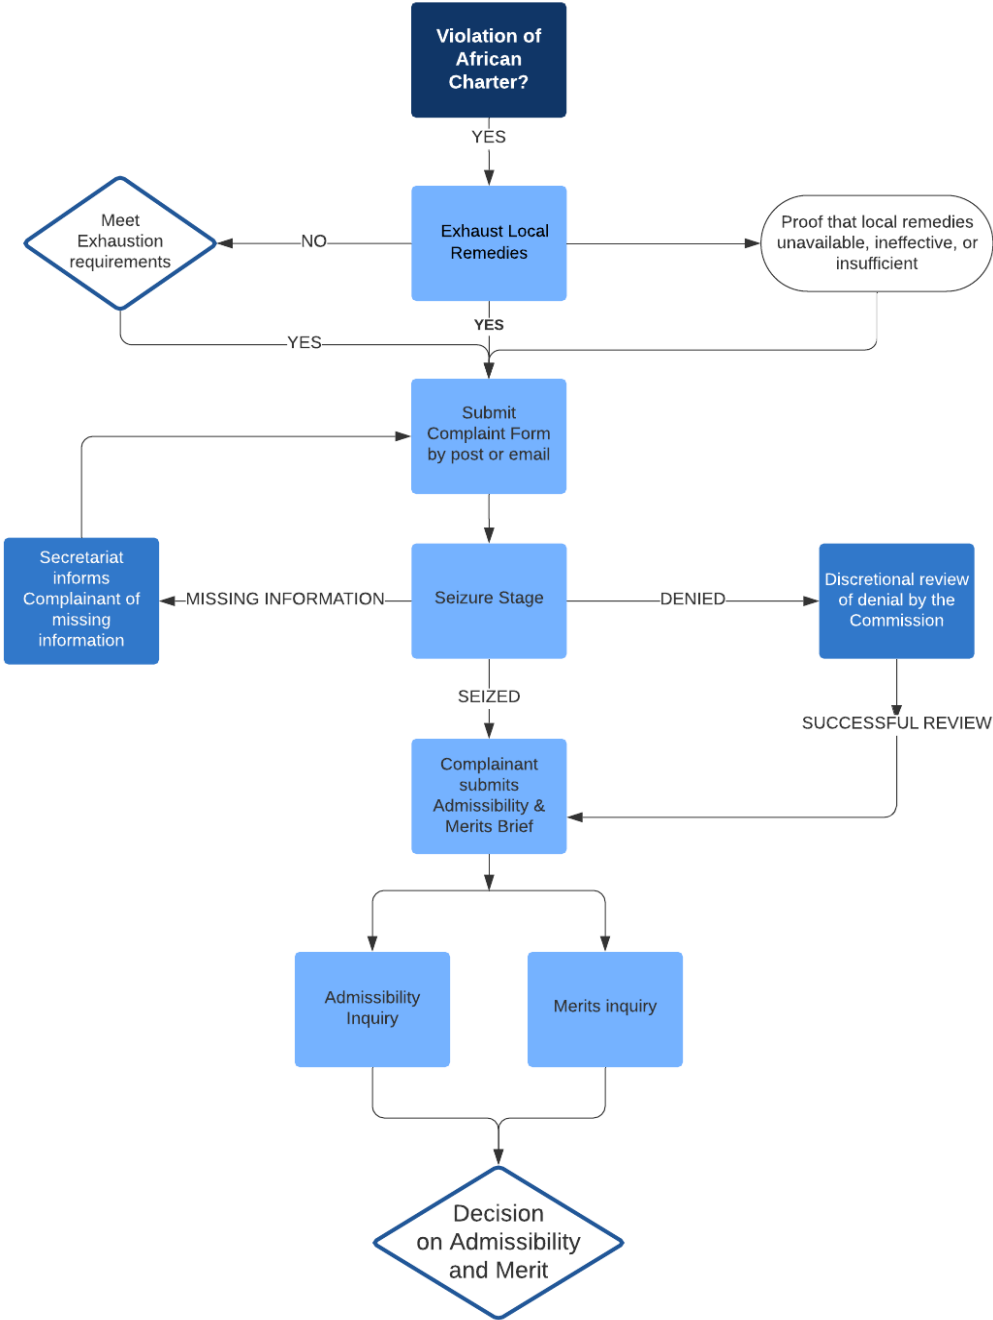 Violation of
African
Charter?
YES
Meet
Exhaustion
requirements
NO
Exhaust Local
Remedies
Proof that local remedies
unavailable, ineffective, or
insufficient
YES
YES
Submit
Complaint Form
by post or email
Secretariat
informs
Complainant of
missing
information
MISSING INFORMATION
Seizure Stage
DENIED
Discretional review
of denial by the
Commission
SEIZED
SUCCESSFUL REVIEW
Complainant
submits
Admissibility &
Merits Brief
Admissibility
Inquiry
Merits inquiry
Decision
on Admissibility
and Merit